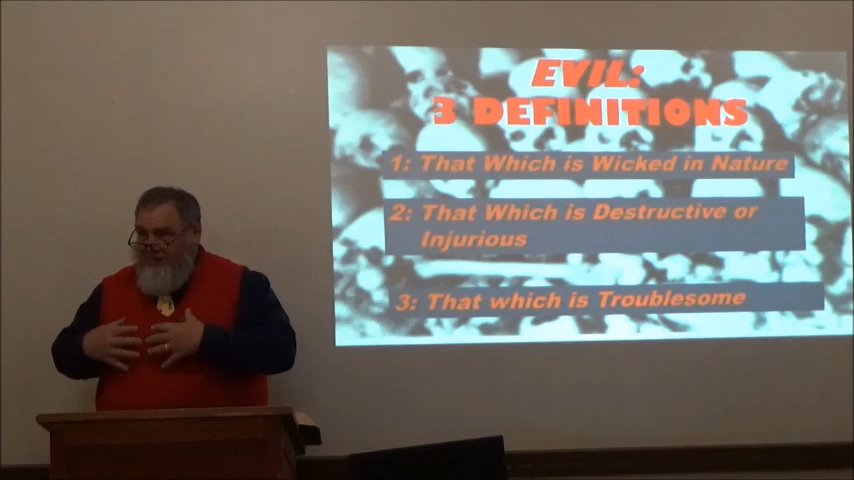 EVIL:
3 DEFINITIONS
1: That Which is Wicked in Nature
2: That Which is Destructive or
Injurious
3: That which is Troublesome